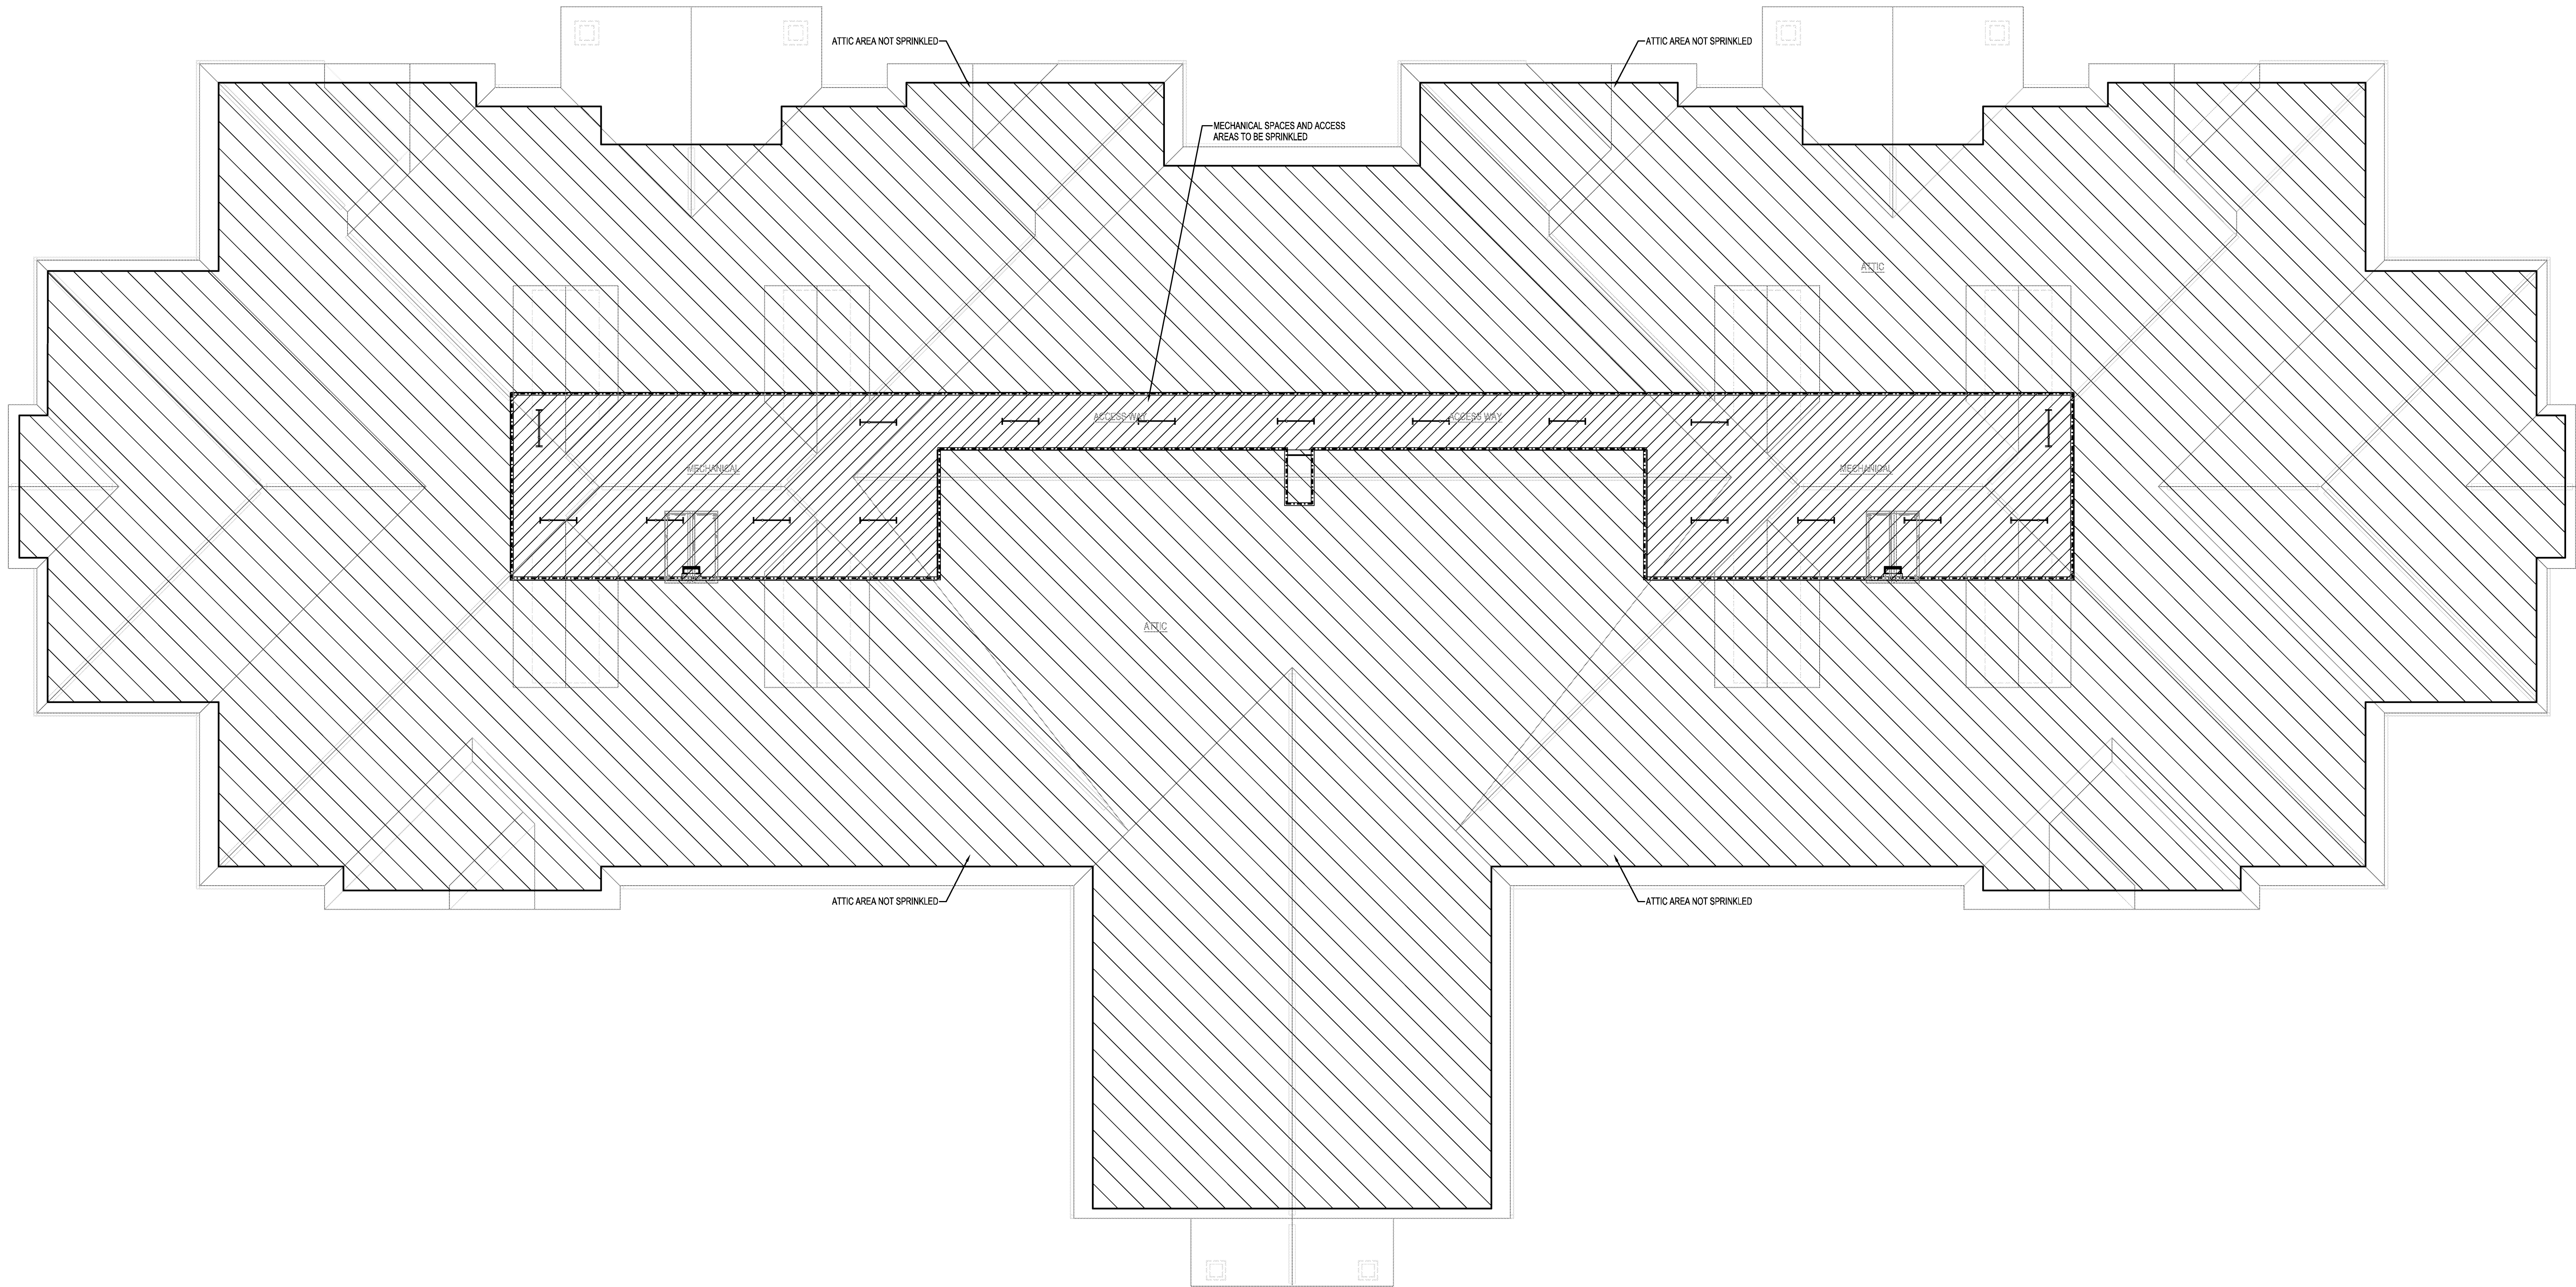 ATTIC AREA NOT SPRINKLED
ATTIC AREA NOT SPRINKLED
MECHANICAL SPACES AND ACCESS
AREAS TO BE SPRINKLED
ATTIC
ACCESS WAY
ACCESS WAY
MECHANICAL
MECHANICAL
ATTIC
ATTIC AREA NOT SPRINKLED
ATTIC AREA NOT SPRINKLED